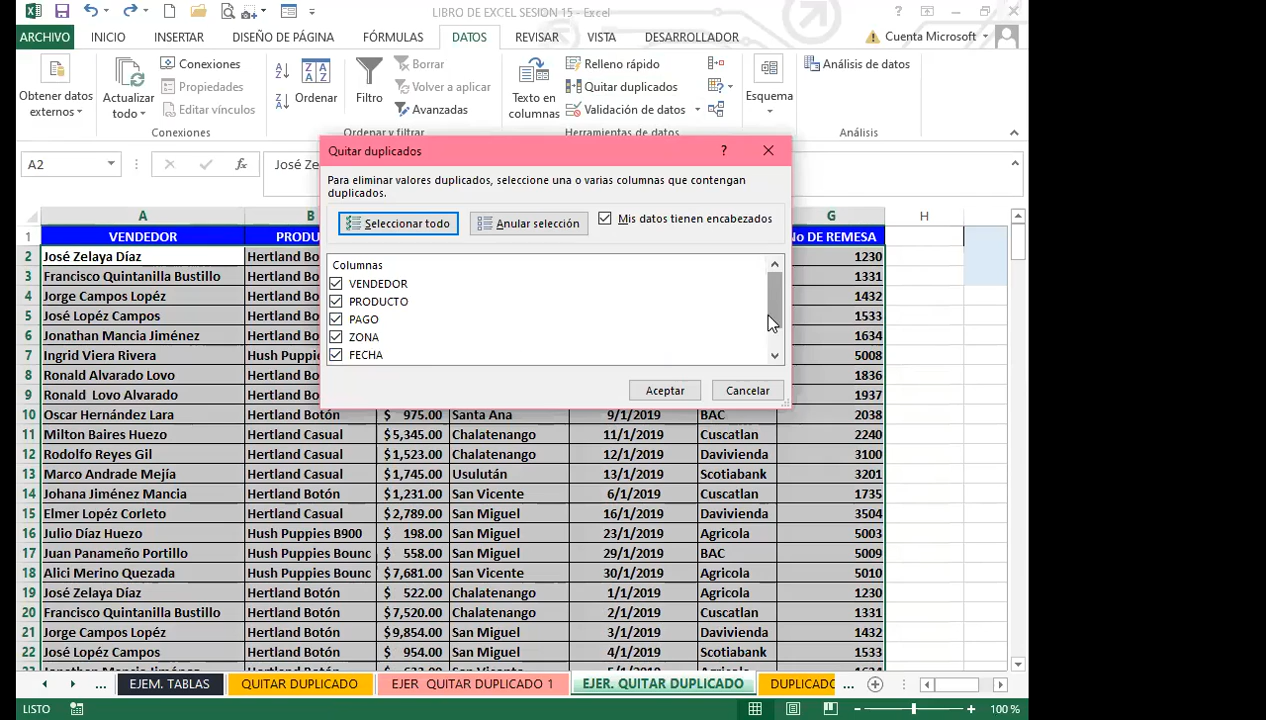 LIBRO DE EXCEL SESION 15 - Excel
ARCHIVO INICIO INSERTAR DISEÑO DE PÁGINA FÓRMULAS DATOS REVISAR VISTA DESARROLLADOR Cuenta Microsoft
Obtener datos externos
Actualizar todo
Conexiones
Propiedades
Editar vínculos
Conexiones
Ordenar
Filtro
Borrar
Volver a aplicar
Avanzadas
Ordenar y filtrar
Texto en columnas
Relleno rápido
Quitar duplicados
Validación de datos
Herramientas de datos
Esquema
Análisis de datos
Análisis
A2 fx José Ze
Quitar duplicados ?
Para eliminar valores duplicados, seleccione una o varias columnas que contengan
duplicados.
Seleccionar todo Anular selección Mis datos tienen encabezados
Columnas
VENDEDOR
PRODUCTO
PAGO
ZONA
FECHA
Aceptar Cancelar
A B G H
1 VENDEDOR PRODU No DE REMESA
2 José Zelaya Díaz Hertland Bo 1230
3 Francisco Quintanilla Bustillo Hertland Bo 1331
4 Jorge Campos Lopéz Hertland Bo 1432
5 José Lopéz Campos Hertland Bo 1533
6 Jonathan Mancia Jiménez Hertland Bo 1634
7 Ingrid Viera Rivera Hush Puppies 5008
8 Ronald Alvarado Lovo Hertland Bo 1836
9 Ronald Lovo Alvarado Hertland Bo 1937
10 Oscar Hernández Lara Hertland Botón $ 975.00 Santa Ana 9/1/2019 BAC 2038
11 Milton Baires Huezo Hertland Casual $ 5,345.00 Chalatenango 11/1/2019 Cuscatlan 2240
12 Rodolfo Reyes Gil Hertland Casual $ 1,523.00 Chalatenango 12/1/2019 Davivienda 3100
13 Marco Andrade Mejía Hertland Casual $ 1,745.00 Usulután 13/1/2019 Scotiabank 3201
14 Johana Jiménez Mancia Hertland Botón $ 1,231.00 San Vicente 6/1/2019 Cuscatlan 1735
15 Elmer Lopéz Corleto Hertland Casual $ 2,789.00 San Miguel 16/1/2019 Davivienda 3504
16 Julio Díaz Huezo Hush Puppies B900 $ 198.00 San Miguel 23/1/2019 Agricola 5003
17 Juan Panameño Portillo Hush Puppies Bounc $ 558.00 San Miguel 29/1/2019 BAC 5009
18 Alici Merino Quezada Hush Puppies Bounc $ 7,681.00 San Vicente 30/1/2019 Agricola 5010
19 José Zelaya Díaz Hertland Botón $ 522.00 Chalatenango 1/1/2019 Agricola 1230
20 Francisco Quintanilla Bustillo Hertland Botón $ 7,520.00 Chalatenango 2/1/2019 Cuscatlan 1331
21 Jorge Campos Lopéz Hertland Botón $ 9,854.00 San Miguel 3/1/2019 Davivienda 1432
22 José Lopéz Campos Hertland Botón $ 954.00 San Miguel 4/1/2019 Scotiabank 1533
... EJEM. TABLAS QUITAR DUPLICADO EJER QUITAR DUPLICADO 1 EJER. QUITAR DUPLICADO DUPLICADO ...
LISTO 100 %